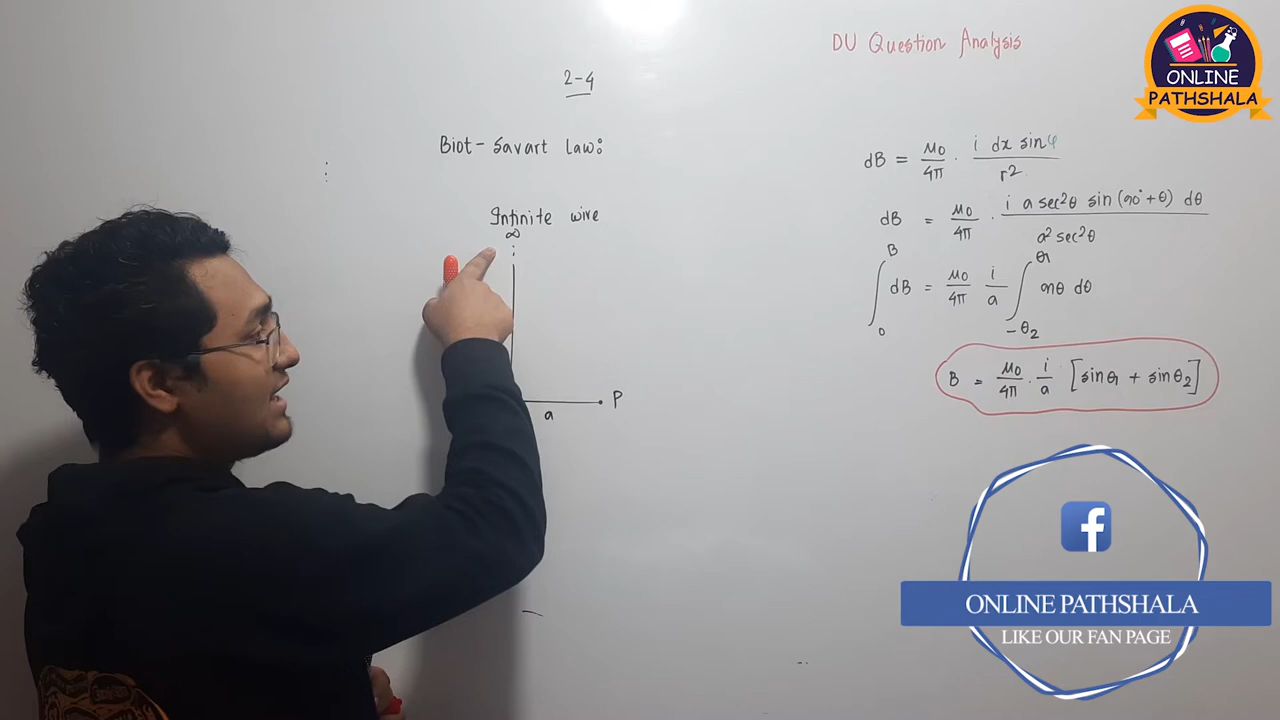 DU Question Analysis
ONLINE
PATHSHALA
2-4
Biot-Savart Law:
Infinite wire
∞
P
a
dB = μ0/4π · i dx sinφ / r²
dB = μ0/4π · i a sec²θ sin(90°+θ) dθ / a² sec²θ
∫₀ᴮ dB = μ0/4π i/a ∫₋θ2^θ1 cosθ dθ
B = μ0/4π · i/a [sinθ1 + sinθ2]
ONLINE PATHSHALA
LIKE OUR FAN PAGE